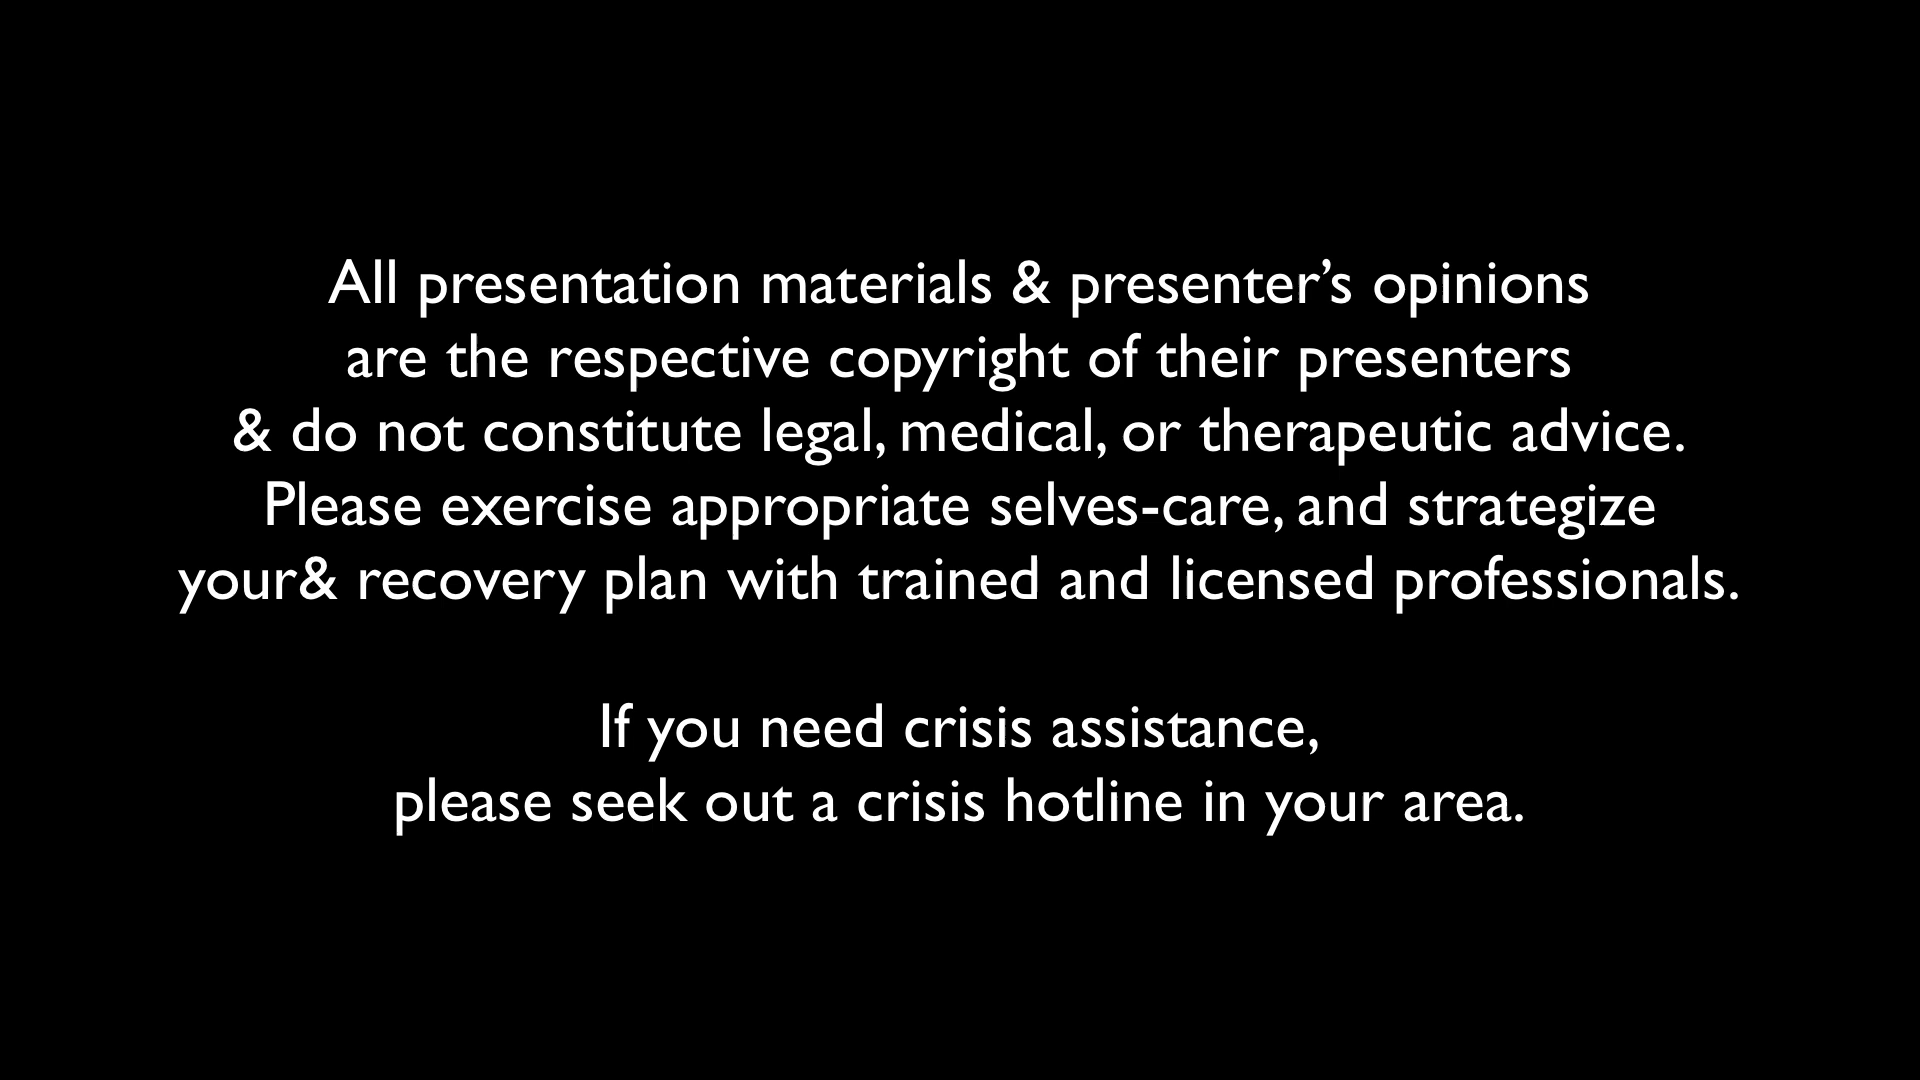 All presentation materials & presenter’s opinions
are the respective copyright of their presenters
& do not constitute legal, medical, or therapeutic advice.
Please exercise appropriate selves-care, and strategize
your& recovery plan with trained and licensed professionals.
If you need crisis assistance,
please seek out a crisis hotline in your area.